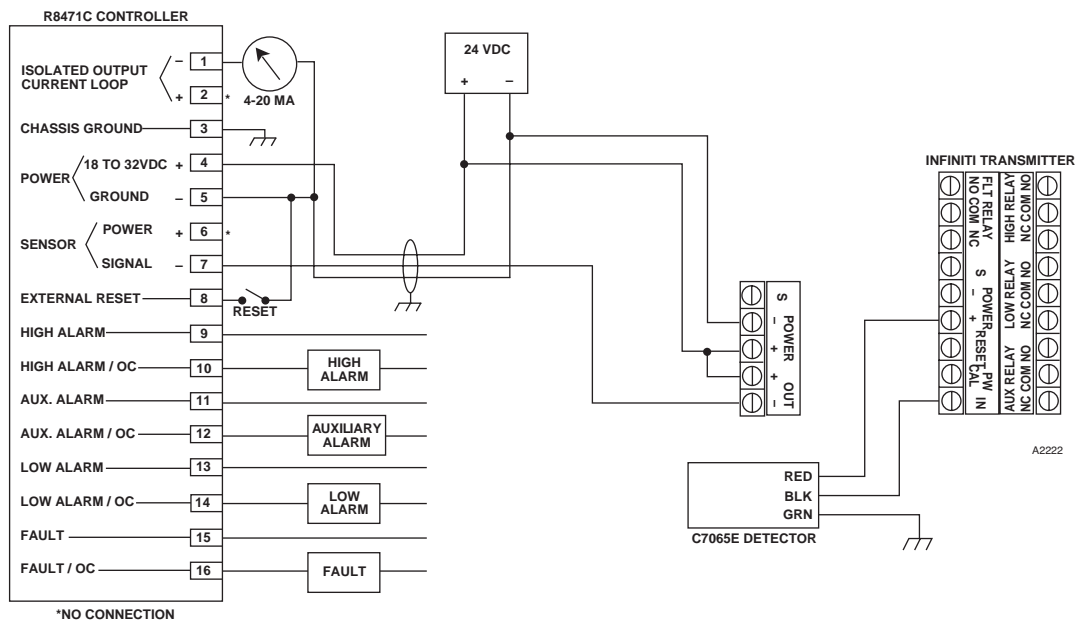 R8471C CONTROLLER
ISOLATED OUTPUT
CURRENT LOOP
– 1
+ 2 *
4-20 MA
CHASSIS GROUND 3
POWER
18 TO 32VDC + 4
GROUND – 5
SENSOR
POWER + 6 *
SIGNAL – 7
EXTERNAL RESET 8
RESET
HIGH ALARM 9
HIGH ALARM / OC 10
HIGH
ALARM
AUX. ALARM 11
AUX. ALARM / OC 12
AUXILIARY
ALARM
LOW ALARM 13
LOW ALARM / OC 14
LOW
ALARM
FAULT 15
FAULT / OC 16
FAULT
*NO CONNECTION
24 VDC
+ –
S
– POWER +
+ OUT –
INFINITI TRANSMITTER
FLT RELAY
NO COM NC
S
– POWER +
RESET
CAL
PW IN
HIGH RELAY
NC COM NO
LOW RELAY
NC COM NO
AUX RELAY
NC COM NO
A2222
RED
BLK
GRN
C7065E DETECTOR